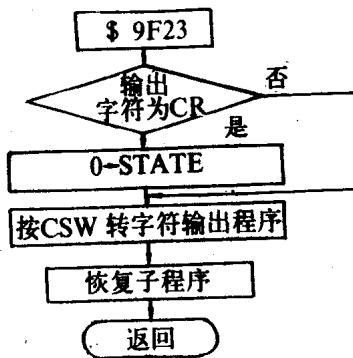 $ 9F23
输出
字符为CR
否
是
0→STATE
按CSW 转字符输出程序
恢复子程序
返回